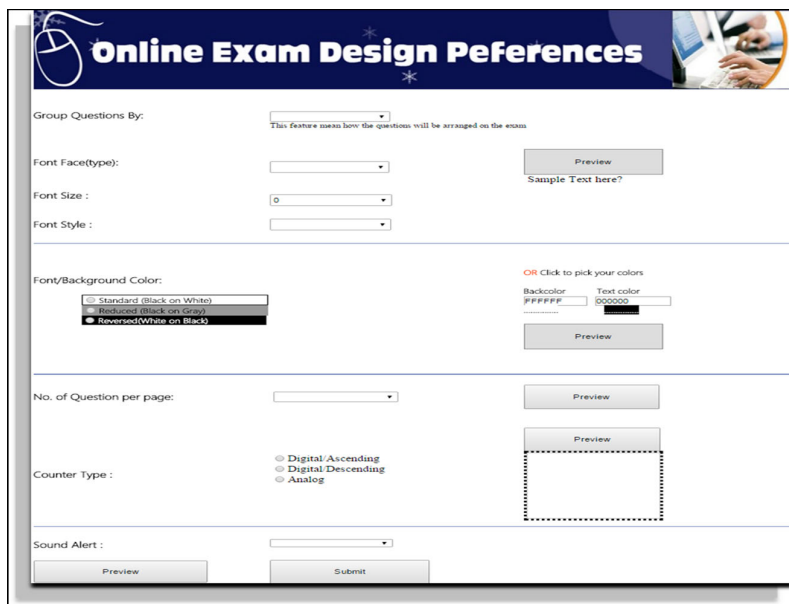 Online Exam Design Peferences
Group Questions By:
This feature mean how the questions will be arranged on the exam
Font Face(type):
Preview
Sample Text here?
Font Size :
0
Font Style :
Font/Background Color:
OR Click to pick your colors
Standard (Black on White)
Reduced (Black on Gray)
Reversed(White on Black)
Backcolor Text color
FFFFFF 000000
Preview
No. of Question per page:
Preview
Preview
Counter Type :
Digital/Ascending
Digital/Descending
Analog
Sound Alert :
Preview Submit